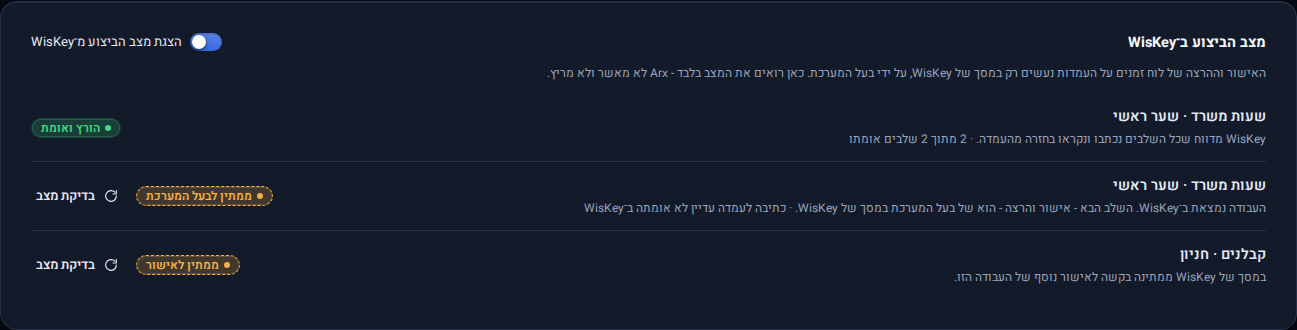 מצב הביצוע ב־WisKey
הצגת מצב הביצוע מ־WisKey
האישור וההרצה של לוח זמנים על העמדות נעשים רק במסך של WisKey, על ידי בעל המערכת. כאן רואים את המצב בלבד - Arx לא מאשר ולא מריץ.
שעות משרד · שער ראשי
הורץ ואומת
WisKey מדווח שכל השלבים נכתבו ונקראו בחזרה מהעמדה. · 2 מתוך 2 שלבים אומתו
שעות משרד · שער ראשי
ממתין לבעל המערכת
בדיקת מצב
העבודה נמצאת ב־WisKey. השלב הבא - אישור והרצה - הוא של בעל המערכת במסך של WisKey. · כתיבה לעמדה עדיין לא אומתה ב־WisKey
קבלנים · חניון
ממתין לאישור
בדיקת מצב
במסך של WisKey ממתינה בקשה לאישור נוסף של העבודה הזו.